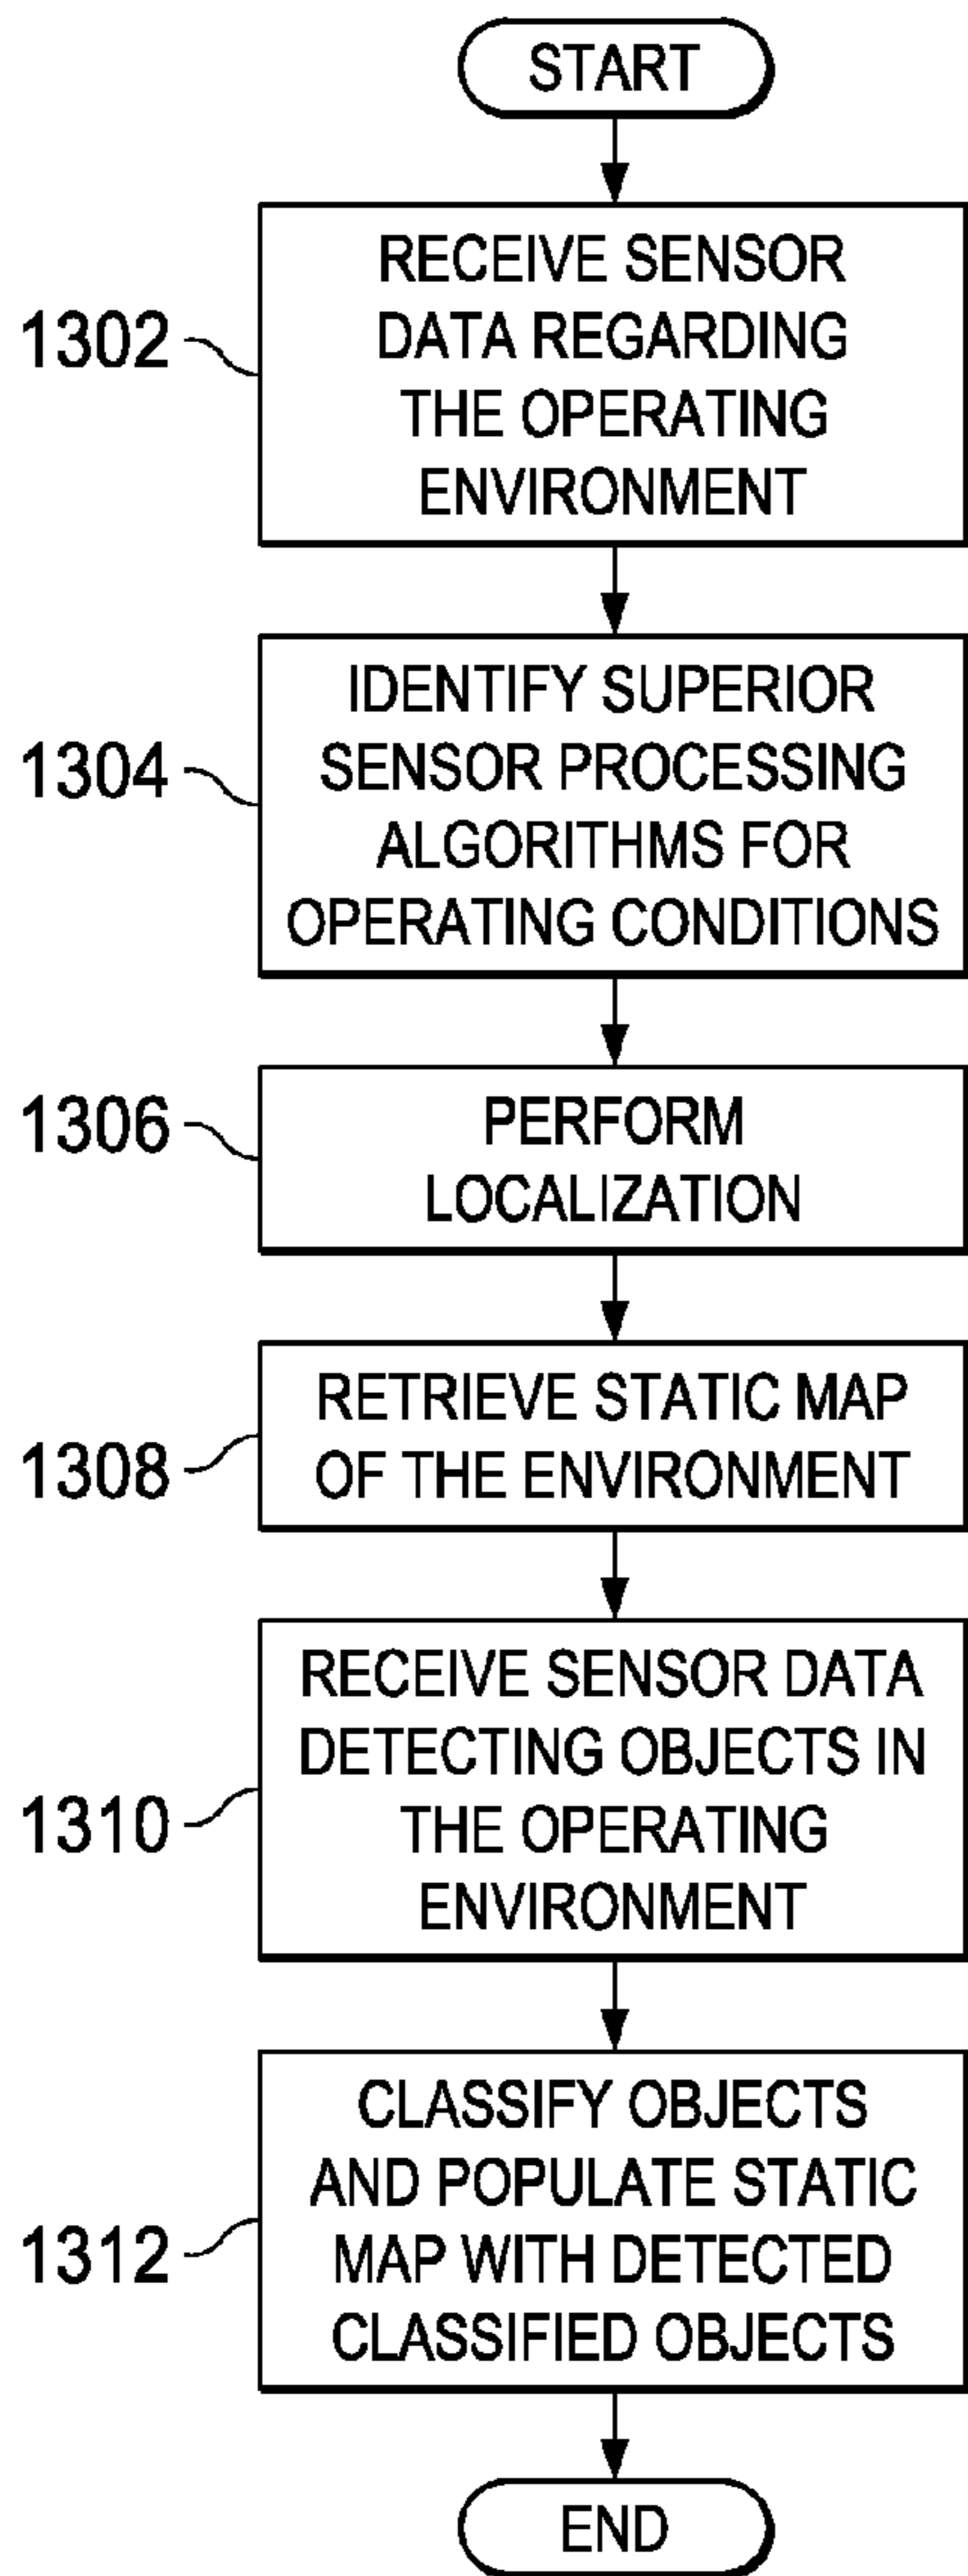 START
1302
RECEIVE SENSOR
DATA REGARDING
THE OPERATING
ENVIRONMENT
1304
IDENTIFY SUPERIOR
SENSOR PROCESSING
ALGORITHMS FOR
OPERATING CONDITIONS
1306
PERFORM
LOCALIZATION
1308
RETRIEVE STATIC MAP
OF THE ENVIRONMENT
1310
RECEIVE SENSOR DATA
DETECTING OBJECTS IN
THE OPERATING
ENVIRONMENT
1312
CLASSIFY OBJECTS
AND POPULATE STATIC
MAP WITH DETECTED
CLASSIFIED OBJECTS
END